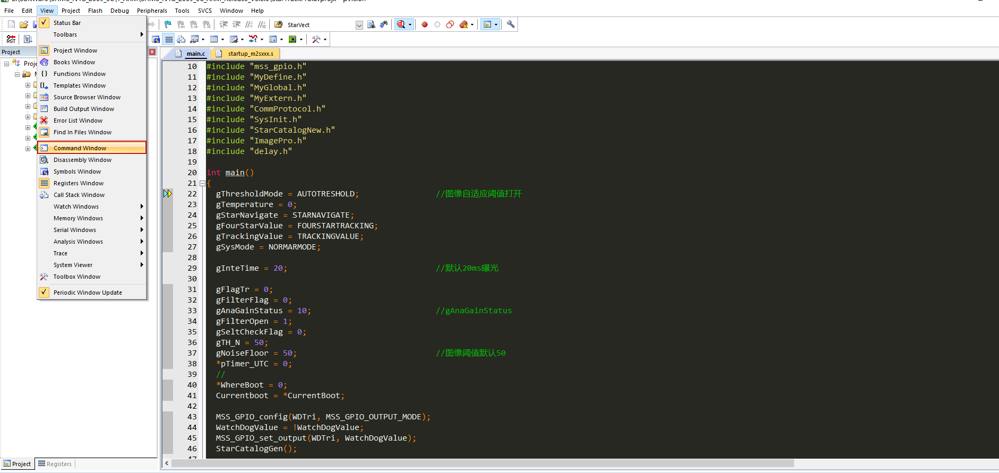 File Edit View Project Flash Debug Peripherals Tools SVCS Window Help
StarVect
RST
Project
main.c startup_m2sxxx.s
Status Bar
Toolbars
Project Window
Books Window
Functions Window
Templates Window
Source Browser Window
Build Output Window
Error List Window
Find In Files Window
Command Window
Disassembly Window
Symbols Window
Registers Window
Call Stack Window
Watch Windows
Memory Windows
Serial Windows
Analysis Windows
Trace
System Viewer
Toolbox Window
Periodic Window Update
10 #include "mss_gpio.h"
11 #include "MyDefine.h"
12 #include "MyGlobal.h"
13 #include "MyExtern.h"
14 #include "CommProtocol.h"
15 #include "SysInit.h"
16 #include "StarCatalogNew.h"
17 #include "ImagePro.h"
18 #include "delay.h"
19
20 int main()
21 {
22 gThresholdMode = AUTOTRESHOLD; //图像自适应阈值打开
23 gTemperature = 0;
24 gStarNavigate = STARNAVIGATE;
25 gFourStarValue = FOURSTARTRACKING;
26 gTrackingValue = TRACKINGVALUE;
27 gSysMode = NORMARMODE;
28
29 gInteTime = 20; //默认20ms曝光
30
31 gFlagTr = 0;
32 gFilterFlag = 0;
33 gAnaGainStatus = 10; //gAnaGainStatus
34 gFilterOpen = 1;
35 gSeltCheckFlag = 0;
36 gTH_N = 50;
37 gNoiseFloor = 50; //图像阈值默认50
38 *pTimer_UTC = 0;
39 //
40 *WhereBoot = 0;
41 Currentboot = *CurrentBoot;
42
43 MSS_GPIO_config(WDTri, MSS_GPIO_OUTPUT_MODE);
44 WatchDogValue = !WatchDogValue;
45 MSS_GPIO_set_output(WDTri, WatchDogValue);
46 StarCatalogGen();
Project Registers